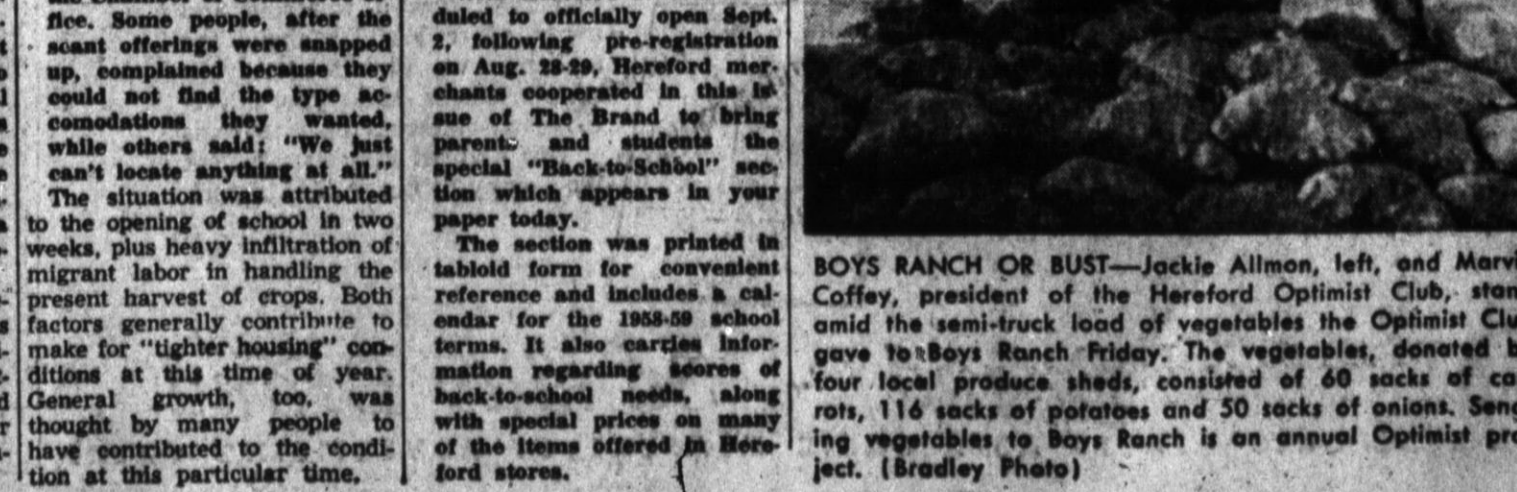 fice. Some people, after the
scant offerings were snapped
up, complained because they
could not find the type ac-
comodations they wanted,
while others said: "We just
can't locate anything at all."
The situation was attributed
to the opening of school in two
weeks, plus heavy infiltration of
migrant labor in handling the
present harvest of crops. Both
factors generally contribute to
make for "tighter housing" con-
ditions at this time of year.
General growth, too, was
thought by many people to
have contributed to the condi-
tion at this particular time.
duled to officially open Sept.
2, following pre-registration
on Aug. 28-29, Hereford mer-
chants cooperated in this is-
sue of The Brand to bring
parents and students the
special "Back-to-School" sec-
tion which appears in your
paper today.
The section was printed in
tabloid form for convenient
reference and includes a cal-
endar for the 1958-59 school
terms. It also carries infor-
mation regarding scores of
back-to-school needs, along
with special prices on many
of the items offered in Here-
ford stores.
BOYS RANCH OR BUST—Jackie Allmon, left, and Marvi
Coffey, president of the Hereford Optimist Club, stan
amid the semi-truck load of vegetables the Optimist Clu
gave to Boys Ranch Friday. The vegetables, donated b
four local produce sheds, consisted of 60 sacks of ca
rots, 116 sacks of potatoes and 50 sacks of onions. Send
ing vegetables to Boys Ranch is an annual Optimist pro
ject. (Bradley Photo)